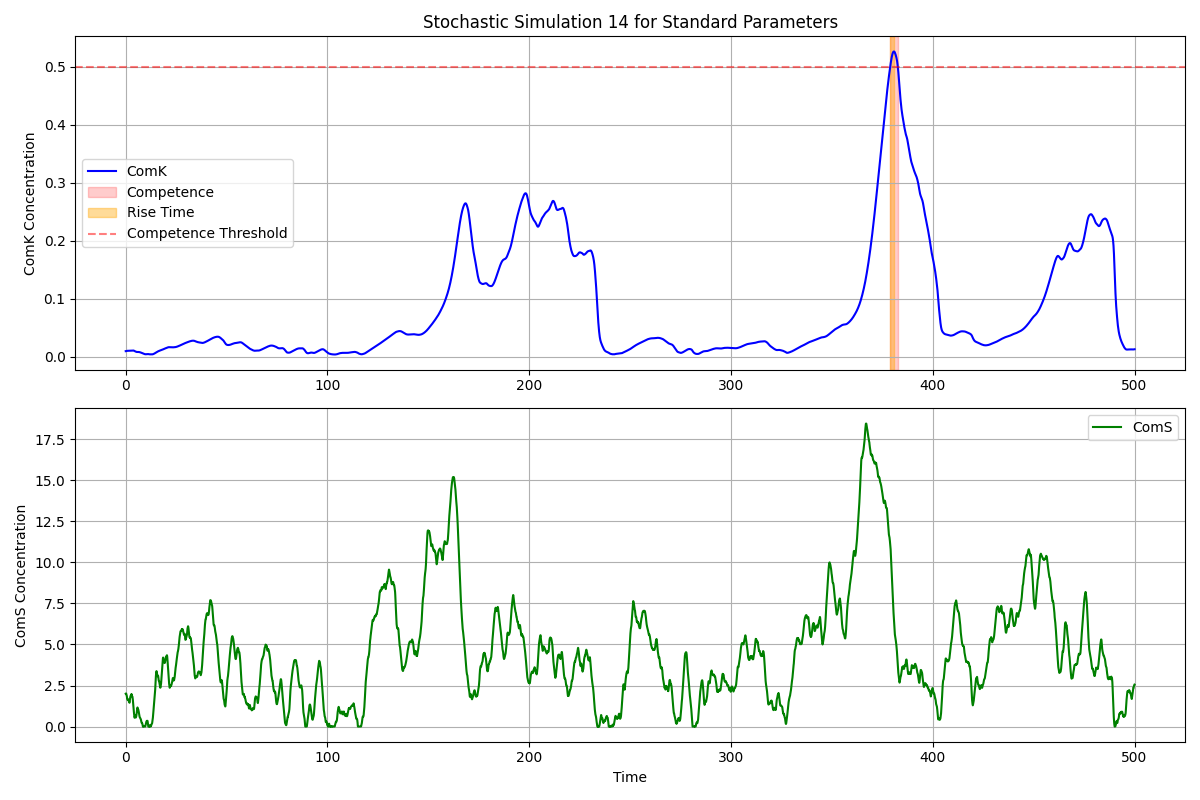 Stochastic Simulation 14 for Standard Parameters
ComK Concentration
0.5
0.4
0.3
0.2
0.1
0.0
ComK
Competence
Rise Time
Competence Threshold
0 100 200 300 400 500
ComS Concentration
17.5
15.0
12.5
10.0
7.5
5.0
2.5
0.0
ComS
0 100 200 300 400 500
Time